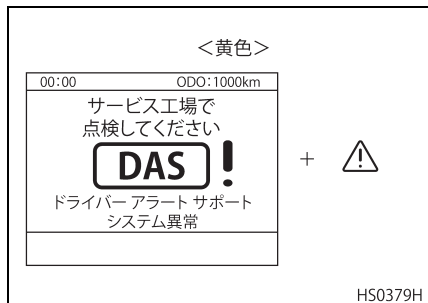 ＜黄色＞
00:00 ODO:1000km
サービス工場で
点検してください
DAS !
+
ドライバー アラート サポート
システム異常
HS0379H